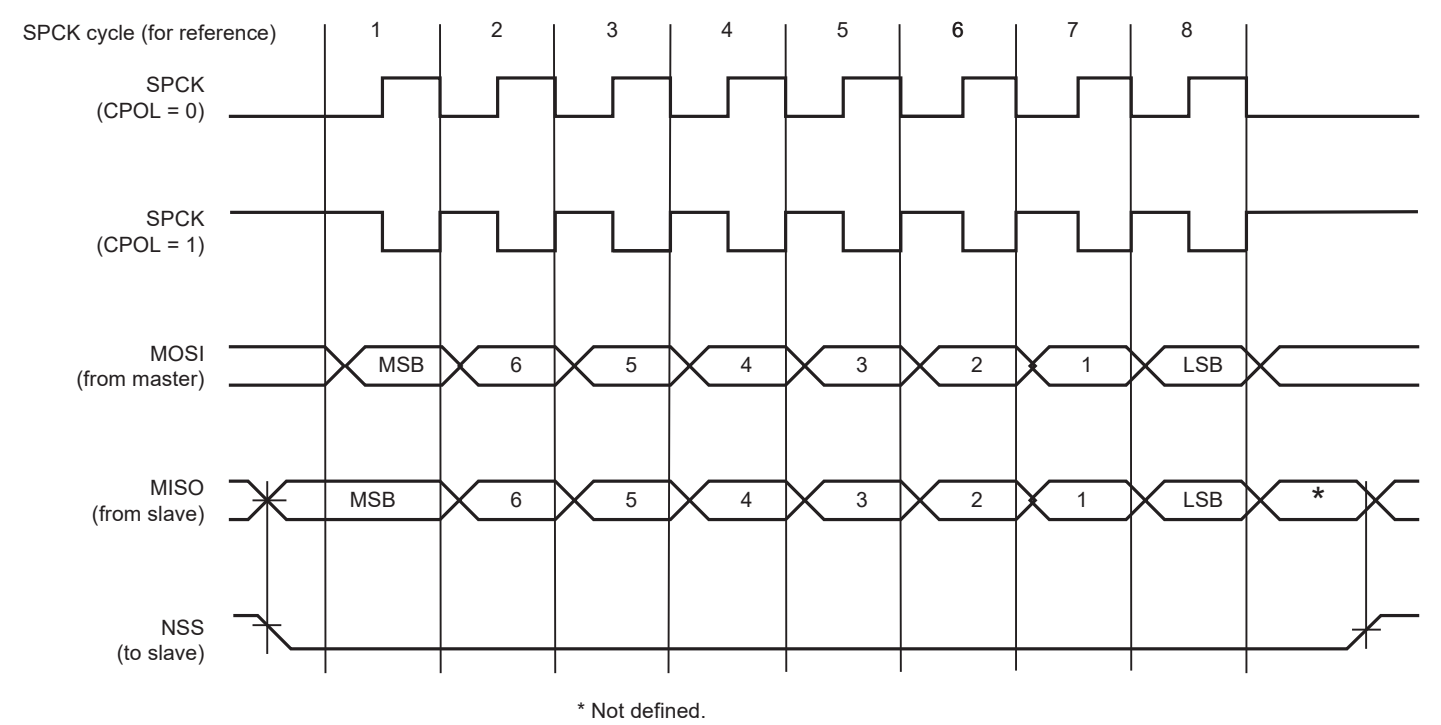 SPCK cycle (for reference) 1 2 3 4 5 6 7 8
SPCK
(CPOL = 0)
SPCK
(CPOL = 1)
MOSI
(from master)
MSB 6 5 4 3 2 1 LSB
MISO
(from slave)
MSB 6 5 4 3 2 1 LSB *
NSS
(to slave)
* Not defined.